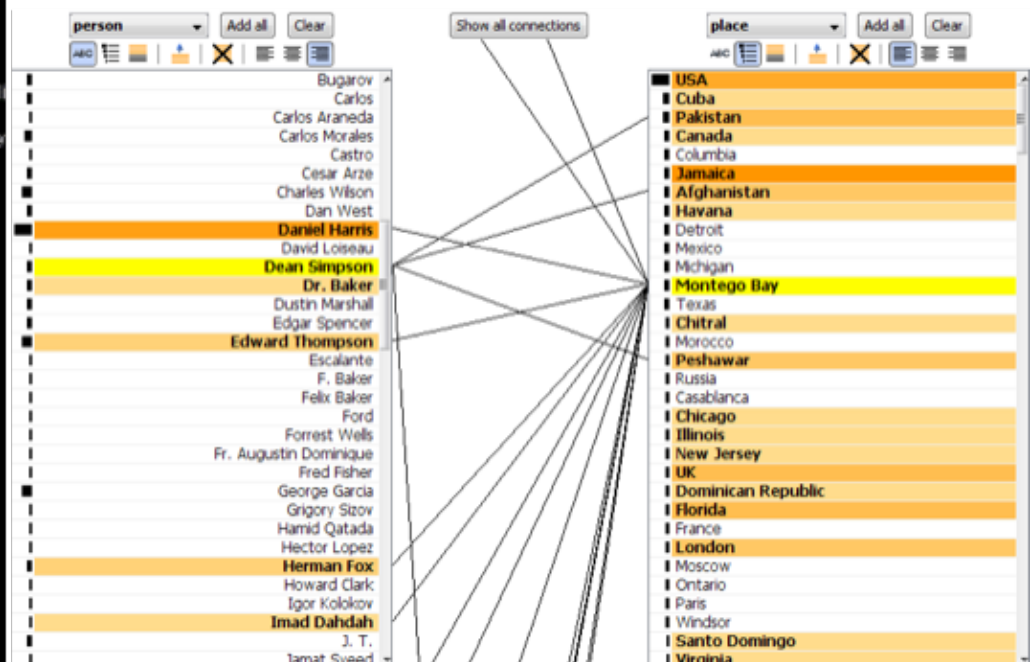 person
Add all
Clear
Show all connections
place
Add all
Clear
ABC
ABC
Bugarov
Carlos
Carlos Araneda
Carlos Morales
Castro
Cesar Arze
Charles Wilson
Dan West
Daniel Harris
David Loiseau
Dean Simpson
Dr. Baker
Dustin Marshall
Edgar Spencer
Edward Thompson
Escalante
F. Baker
Felix Baker
Ford
Forrest Wells
Fr. Augustin Dominique
Fred Fisher
George Garcia
Grigory Sizov
Hamid Qatada
Hector Lopez
Herman Fox
Howard Clark
Igor Kolokov
Imad Dahdah
J. T.
Jamat Syeed
USA
Cuba
Pakistan
Canada
Columbia
Jamaica
Afghanistan
Havana
Detroit
Mexico
Michigan
Montego Bay
Texas
Chitral
Morocco
Peshawar
Russia
Casablanca
Chicago
Illinois
New Jersey
UK
Dominican Republic
Florida
France
London
Moscow
Ontario
Paris
Windsor
Santo Domingo
Virginia